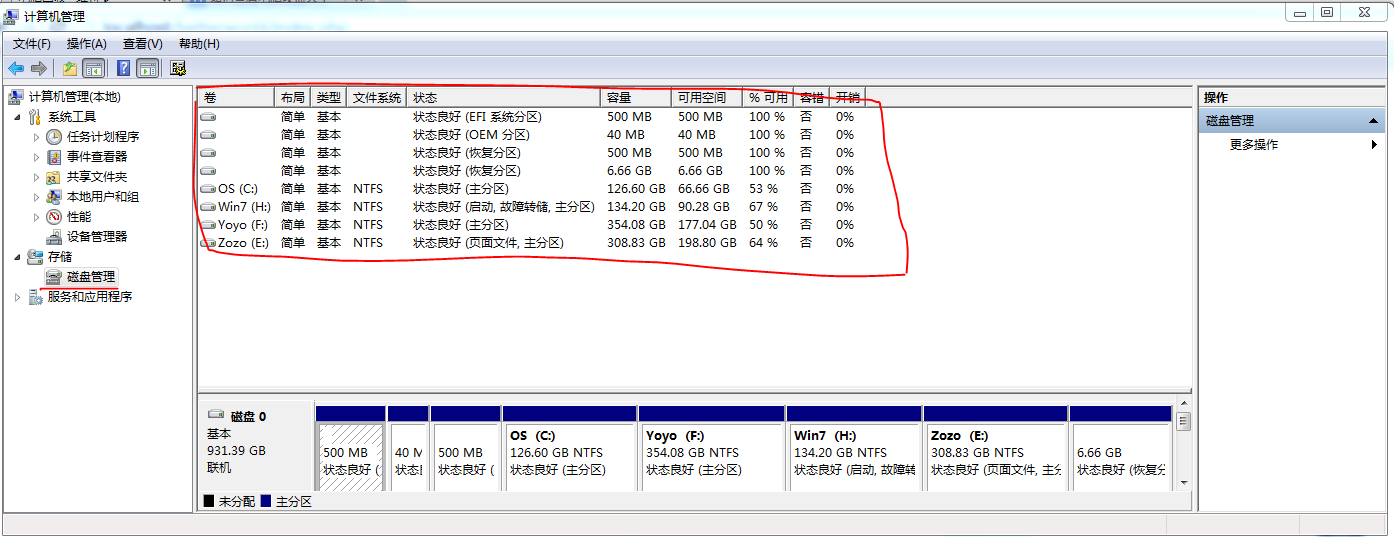 计算机管理
文件(F) 操作(A) 查看(V) 帮助(H)
计算机管理(本地)
系统工具
任务计划程序
事件查看器
共享文件夹
本地用户和组
性能
设备管理器
存储
磁盘管理
服务和应用程序
卷 布局 类型 文件系统 状态 容量 可用空间 % 可用 容错 开销
简单 基本 状态良好 (EFI 系统分区) 500 MB 500 MB 100 % 否 0%
简单 基本 状态良好 (OEM 分区) 40 MB 40 MB 100 % 否 0%
简单 基本 状态良好 (恢复分区) 500 MB 500 MB 100 % 否 0%
简单 基本 状态良好 (恢复分区) 6.66 GB 6.66 GB 100 % 否 0%
OS (C:) 简单 基本 NTFS 状态良好 (主分区) 126.60 GB 66.66 GB 53 % 否 0%
Win7 (H:) 简单 基本 NTFS 状态良好 (启动, 故障转储, 主分区) 134.20 GB 90.28 GB 67 % 否 0%
Yoyo (F:) 简单 基本 NTFS 状态良好 (主分区) 354.08 GB 177.04 GB 50 % 否 0%
Zozo (E:) 简单 基本 NTFS 状态良好 (页面文件, 主分区) 308.83 GB 198.80 GB 64 % 否 0%
操作
磁盘管理
更多操作
磁盘 0
基本
931.39 GB
联机
500 MB
状态良好 (
40 M
状态
500 MB
状态良好 (
OS (C:)
126.60 GB NTFS
状态良好 (主分区)
Yoyo (F:)
354.08 GB NTFS
状态良好 (主分区)
Win7 (H:)
134.20 GB NTFS
状态良好 (启动, 故障转
Zozo (E:)
308.83 GB NTFS
状态良好 (页面文件, 主
6.66 GB
状态良好 (恢复
未分配 主分区